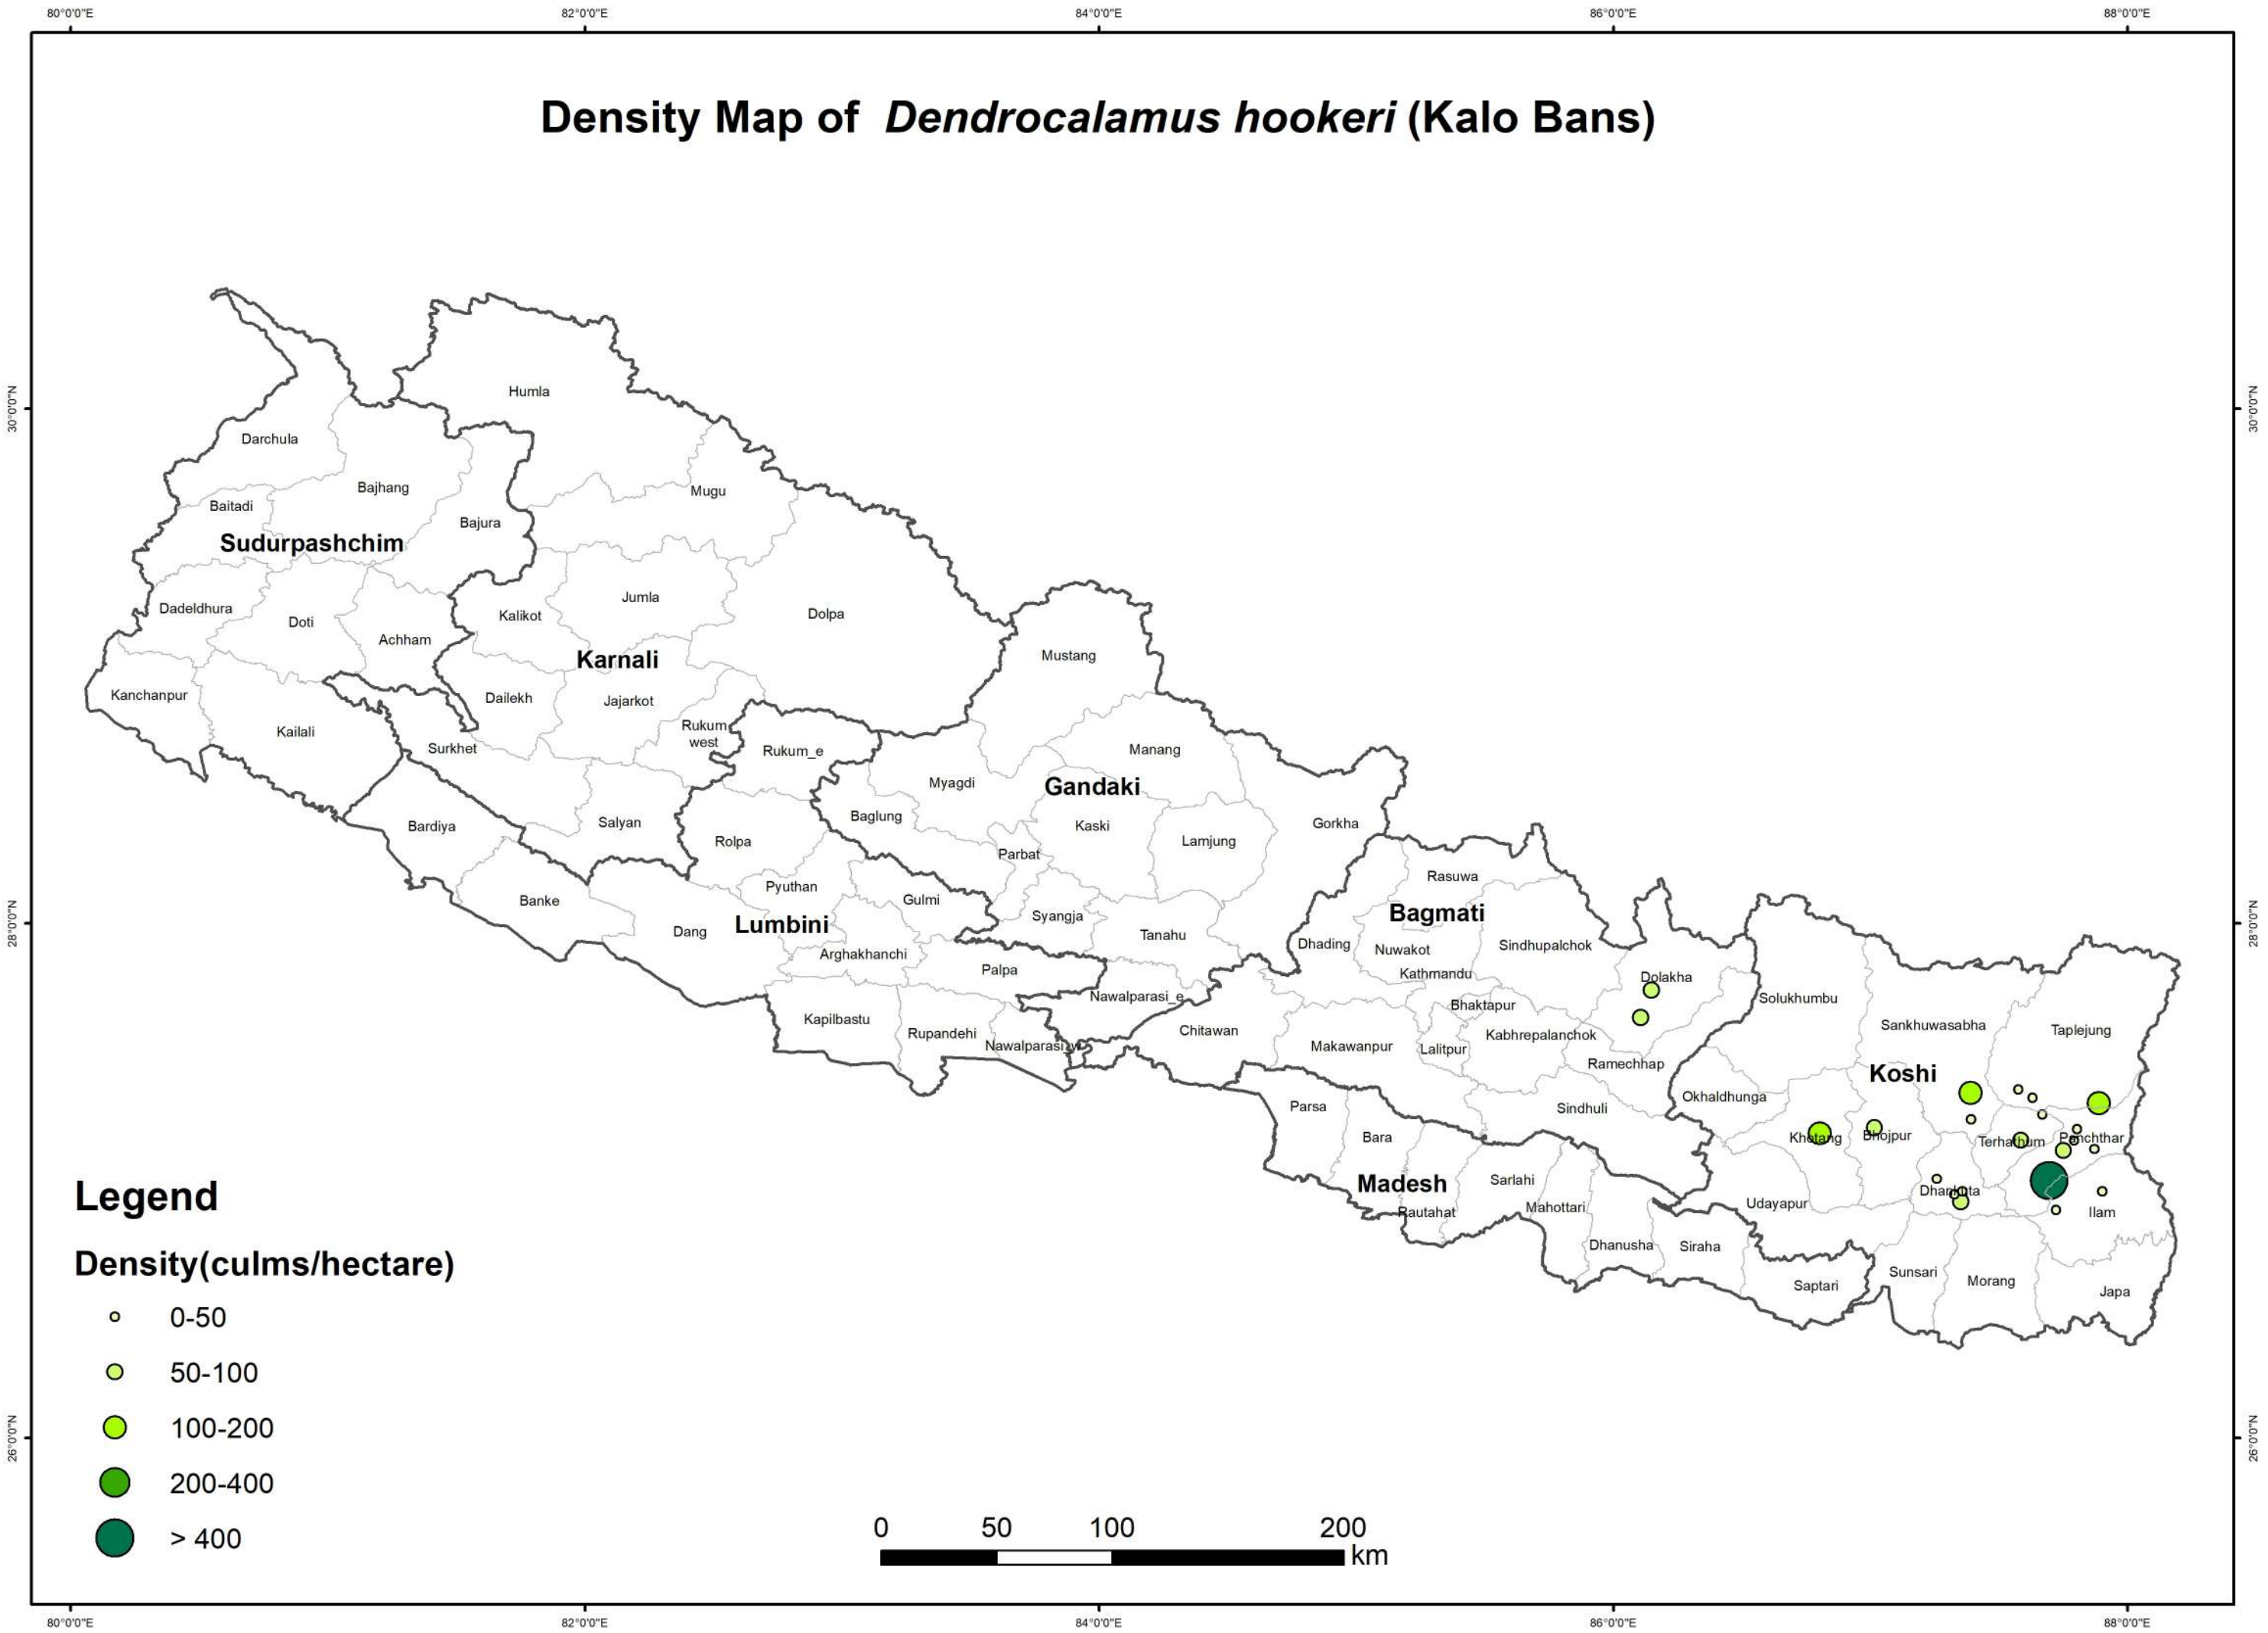 80°0'0"E 82°0'0"E 84°0'0"E 86°0'0"E 88°0'0"E
Density Map of Dendrocalamus hookeri (Kalo Bans)
30°0'0"N 30°0'0"N
Humla
Darchula
Bajhang
Mugu
Baitadi
Bajura
Sudurpashchim
Jumla
Dadeldhura
Kalikot
Dolpa
Doti
Achham
Mustang
Karnali
Kanchanpur
Dailekh
Jajarkot
Rukum
west
Kailali
Surkhet
Rukum_e
Manang
Myagdi
Gandaki
Baglung
Salyan
Bardiya
Kaski
Gorkha
Rolpa
Lamjung
Parbat
Rasuwa
Pyuthan
Banke
Gulmi
Bagmati
Syangja
28°0'0"N 28°0'0"N
Lumbini
Dang
Tanahu
Dhading
Sindhupalchok
Nuwakot
Arghakhanchi
Palpa
Kathmandu
Dolakha
Nawalparasi_e
Solukhumbu
Bhaktapur
Kapilbastu
Sankhuwasabha
Chitawan
Taplejung
Rupandehi
Kabhrepalanchok
Nawalparasi_w
Makawanpur
Lalitpur
Ramechhap
Koshi
Okhaldhunga
Parsa
Sindhuli
Bara
Khotang
Bhojpur
Terhathum
Panchthar
Sarlahi
Madesh
Dhankuta
Legend
Udayapur
Mahottari
Rautahat
Ilam
Dhanusha
Siraha
Density(culms/hectare)
Sunsari
Morang
Saptari
Japa
0-50
50-100
100-200
26°0'0"N 26°0'0"N
200-400
> 400
0 50 100 200
km
80°0'0"E 82°0'0"E 84°0'0"E 86°0'0"E 88°0'0"E